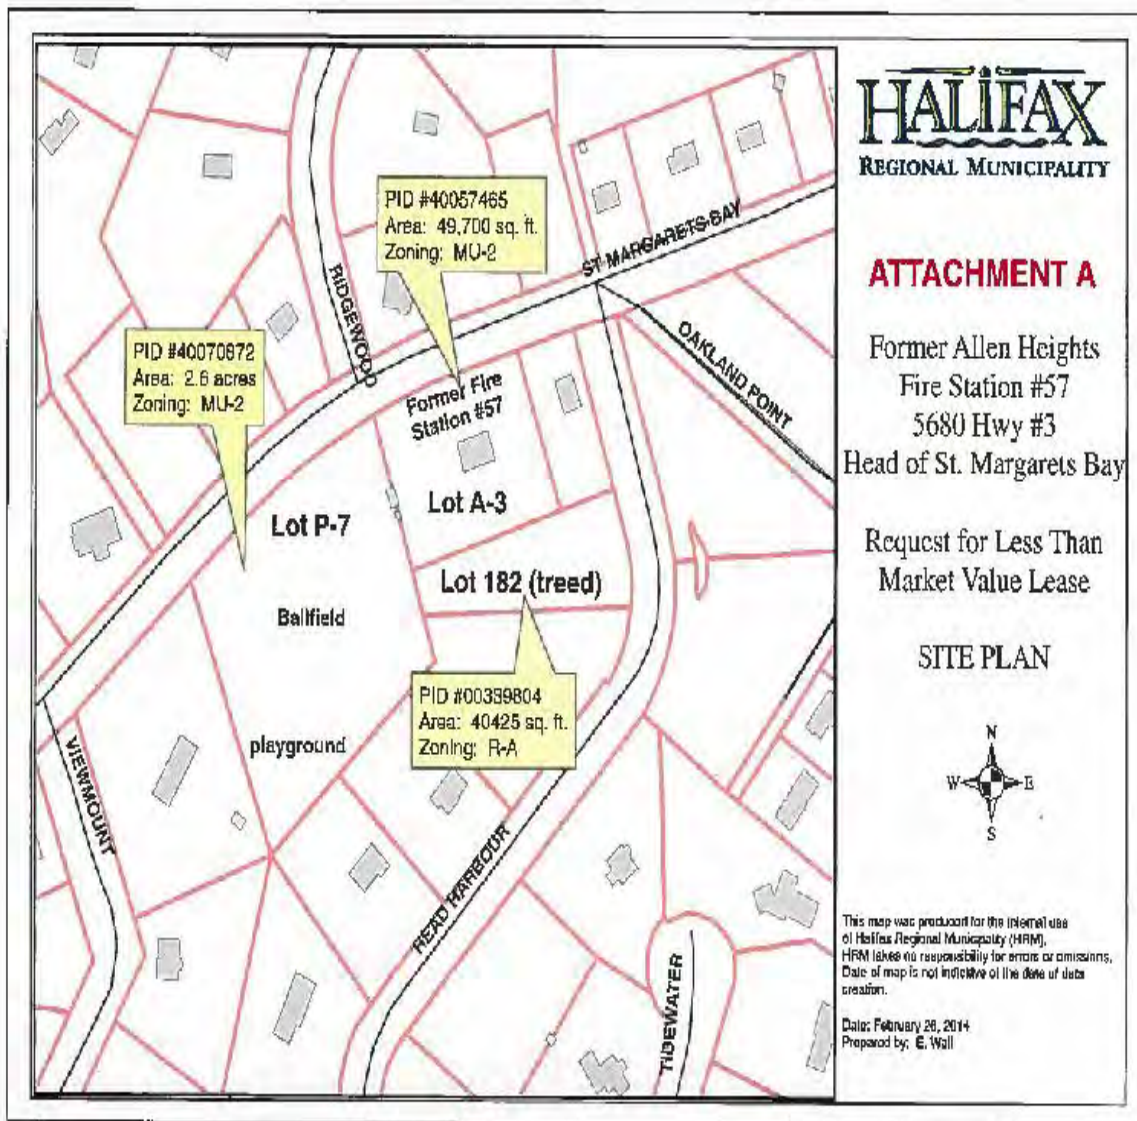 PID #40057465
Area: 49,700 sq. ft.
Zoning: MU-2
ST MARGARETS BAY
RIDGEWOOD
PID #40070872
Area: 2.6 acres
Zoning: MU-2
OAKLAND POINT
Former Fire
Station #57
Lot A-3
Lot P-7
Lot 182 (treed)
Ballfield
PID #00339804
Area: 40425 sq. ft.
Zoning: R-A
playground
VIEWMOUNT
HEAD HARBOUR
TIDEWATER
HALIFAX
REGIONAL MUNICIPALITY
ATTACHMENT A
Former Allen Heights
Fire Station #57
5680 Hwy #3
Head of St. Margarets Bay
Request for Less Than
Market Value Lease
SITE PLAN
N
W E
S
This map was produced for the internal use
of Halifax Regional Municipality (HRM).
HRM takes no responsibility for errors or omissions.
Date of map is not indicative of the date of data
creation.
Date: February 26, 2014
Prepared by: E. Wall